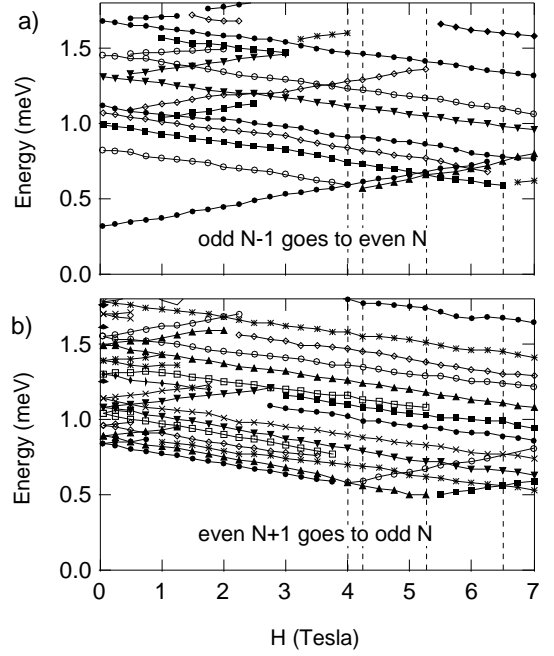 a)
1.5
1.0
0.5
0.0
Energy (meV)
odd N-1 goes to even N
b)
1.5
1.0
0.5
0.0
Energy (meV)
even N+1 goes to odd N
0 1 2 3 4 5 6 7
H (Tesla)